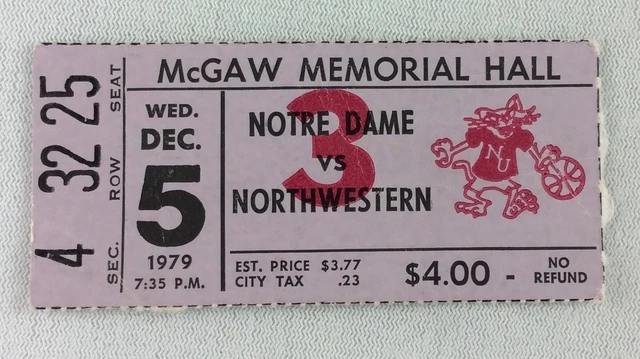 SEC. 4 ROW 32 SEAT 25
McGAW MEMORIAL HALL
WED.
DEC.
5
1979
7:35 P.M.
3
NOTRE DAME
vs
NORTHWESTERN
NU
EST. PRICE $3.77
CITY TAX .23
$4.00 -
NO
REFUND